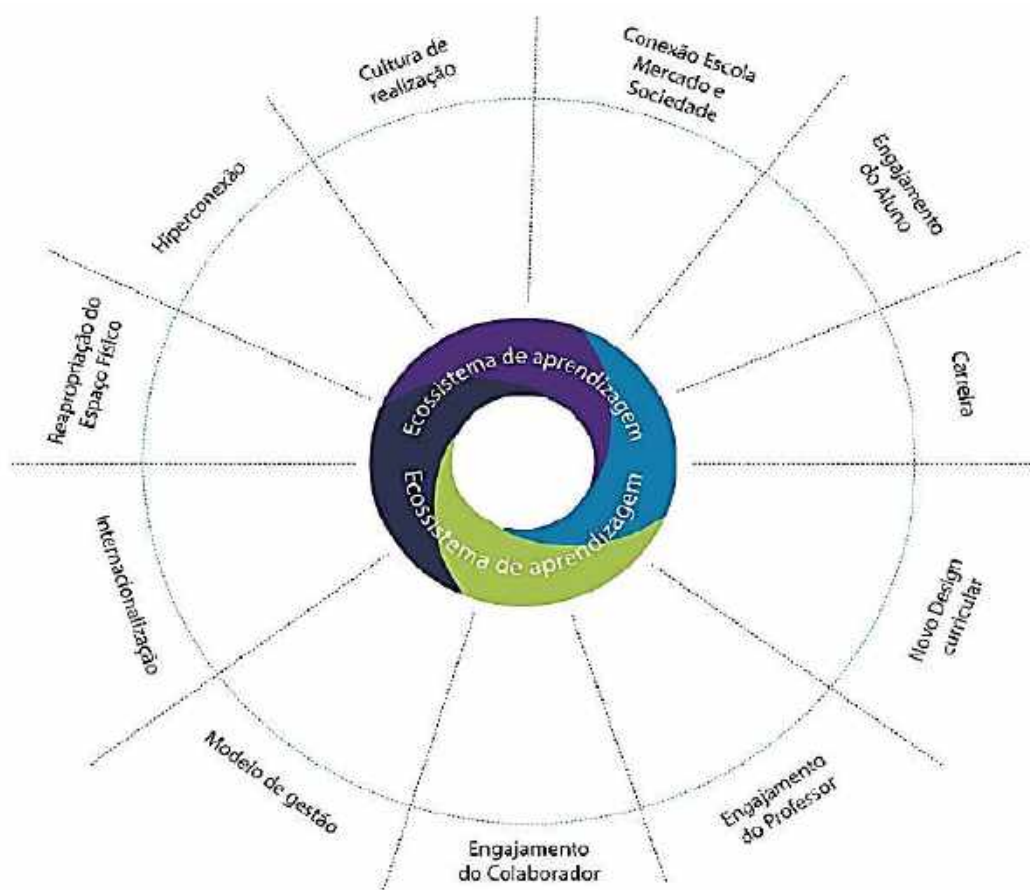 Cultura de
realização
Conexão Escola
Mercado e
Sociedade
Engajamento
do Aluno
Carreira
Novo Design
curricular
Engajamento
do Professor
Engajamento
do Colaborador
Modelo de gestão
Internacionalização
Reapropriação do
Espaço Físico
Hiperconexão
Ecossistema de aprendizagem
Ecossistema de aprendizagem